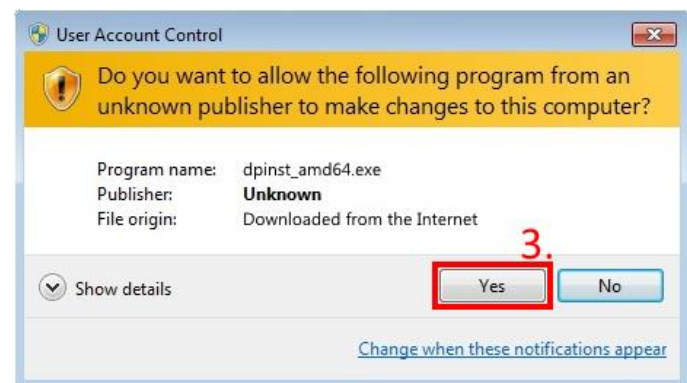 User Account Control
Do you want to allow the following program from an
unknown publisher to make changes to this computer?
Program name: dpinst_amd64.exe
Publisher: Unknown
File origin: Downloaded from the Internet
3.
Show details Yes No
Change when these notifications appear